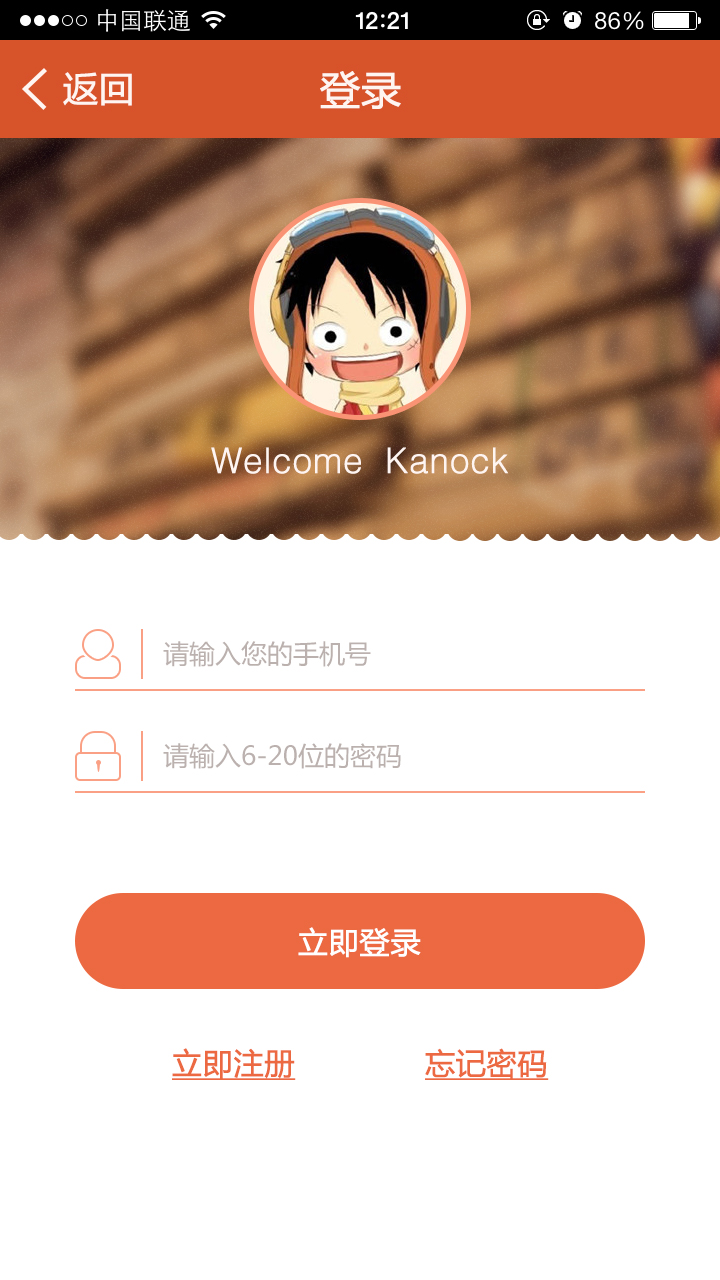 中国联通 12:21 86%
返回 登录
Welcome Kanock
请输入您的手机号
请输入6-20位的密码
立即登录
立即注册 忘记密码